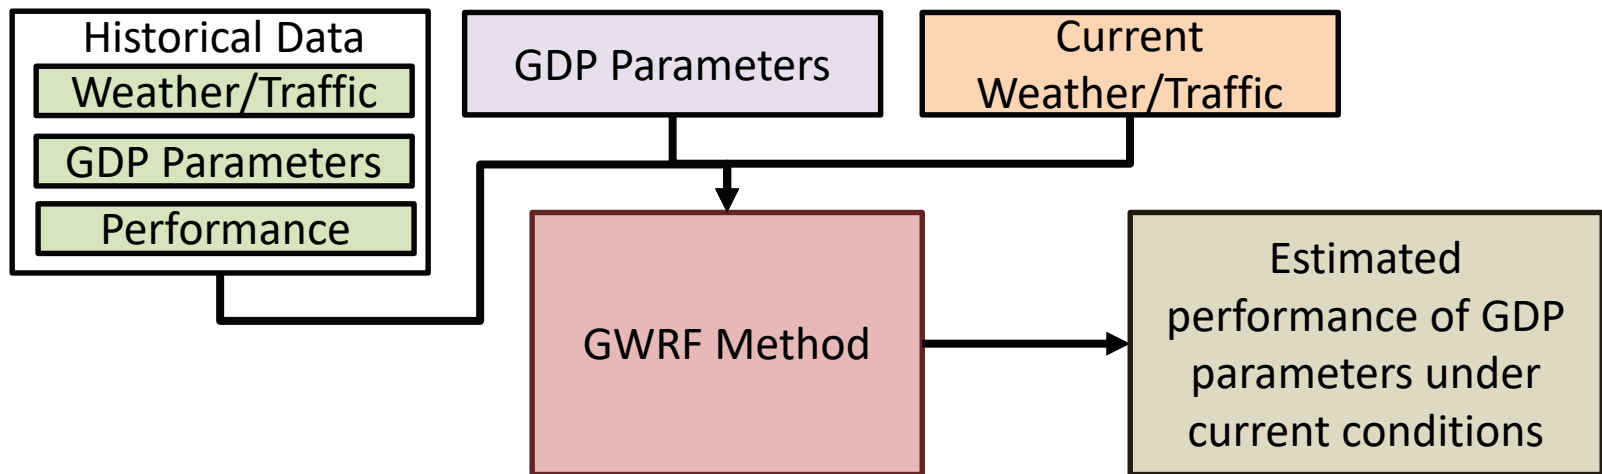 Historical Data
Weather/Traffic
GDP Parameters
Performance
GDP Parameters
Current
Weather/Traffic
GWRF Method
Estimated
performance of GDP
parameters under
current conditions